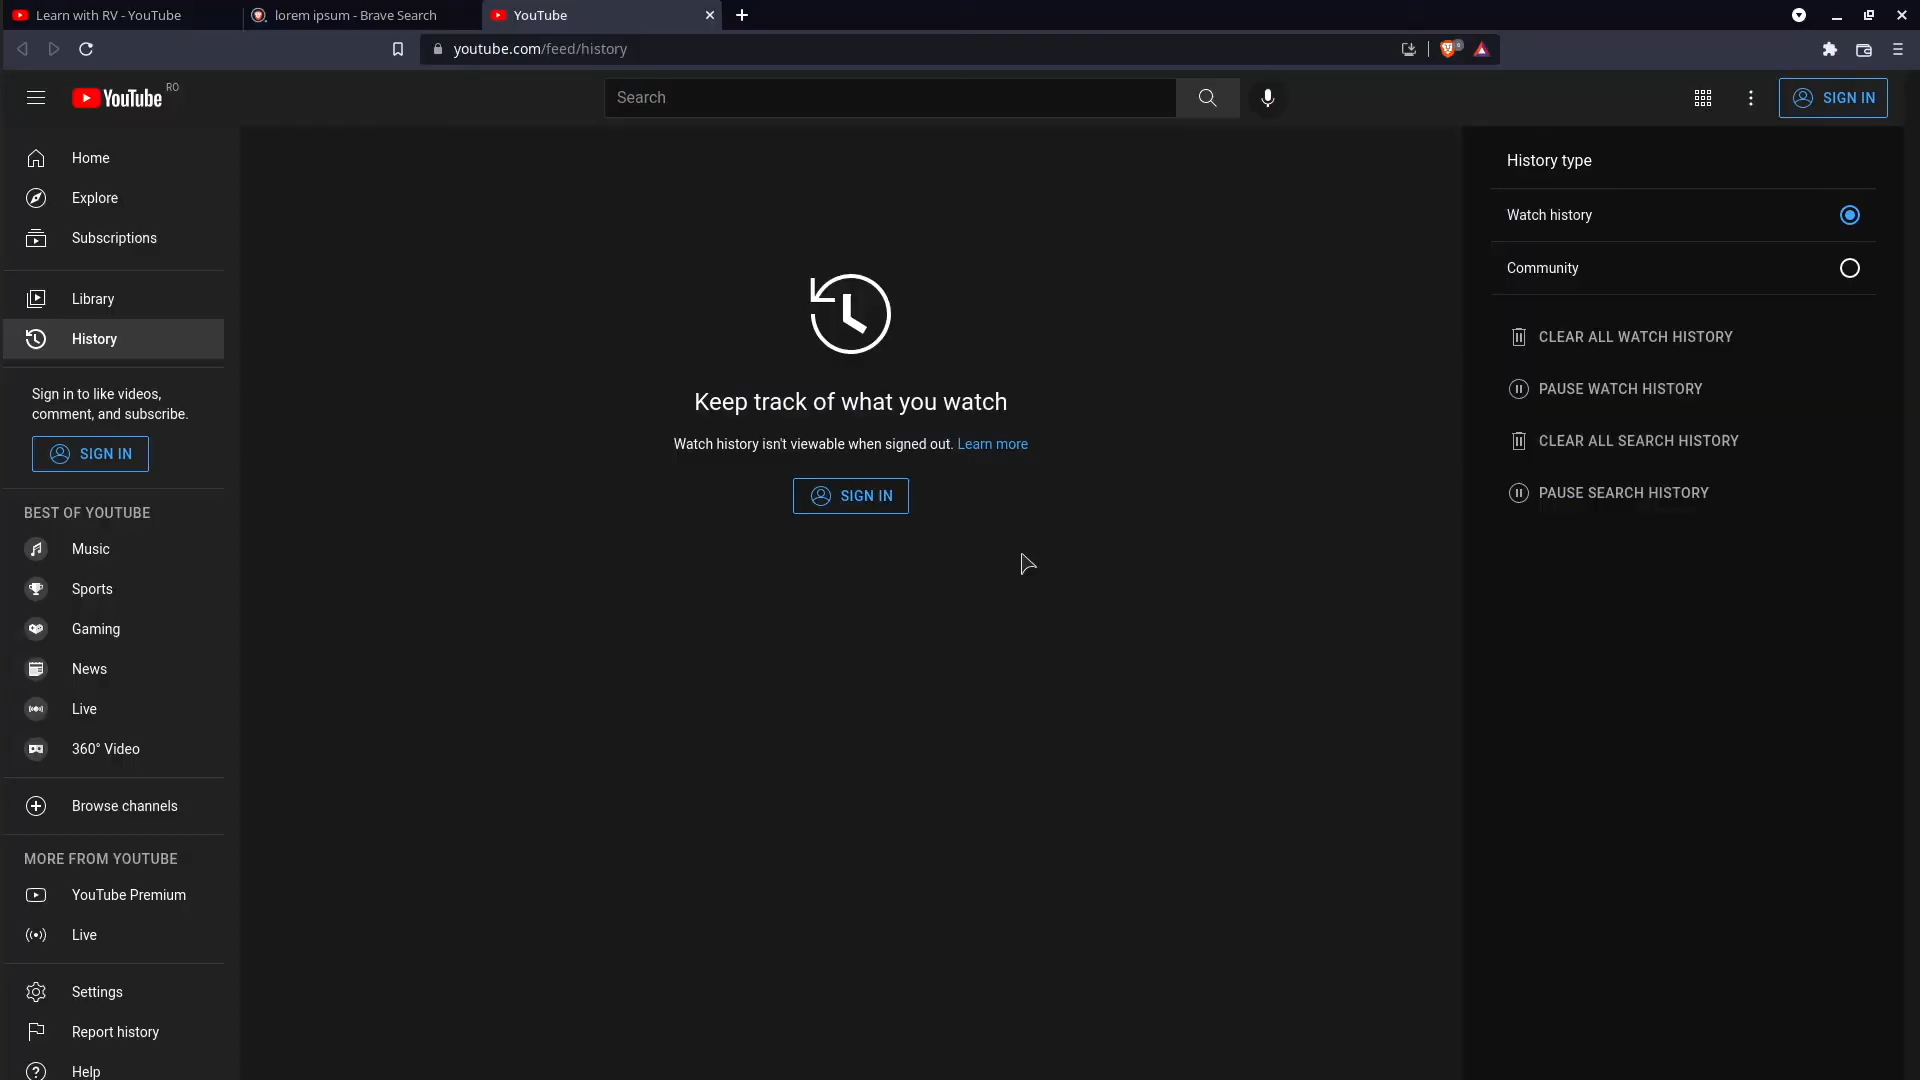 Learn with RV - YouTube
lorem ipsum - Brave Search
YouTube
youtube.com/feed/history
YouTube RO
Search
SIGN IN
Home
Explore
Subscriptions
Library
History
Sign in to like videos,
comment, and subscribe.
SIGN IN
BEST OF YOUTUBE
Music
Sports
Gaming
News
Live
360° Video
Browse channels
MORE FROM YOUTUBE
YouTube Premium
Live
Settings
Report history
Help
Keep track of what you watch
Watch history isn't viewable when signed out. Learn more
SIGN IN
History type
Watch history
Community
CLEAR ALL WATCH HISTORY
PAUSE WATCH HISTORY
CLEAR ALL SEARCH HISTORY
PAUSE SEARCH HISTORY